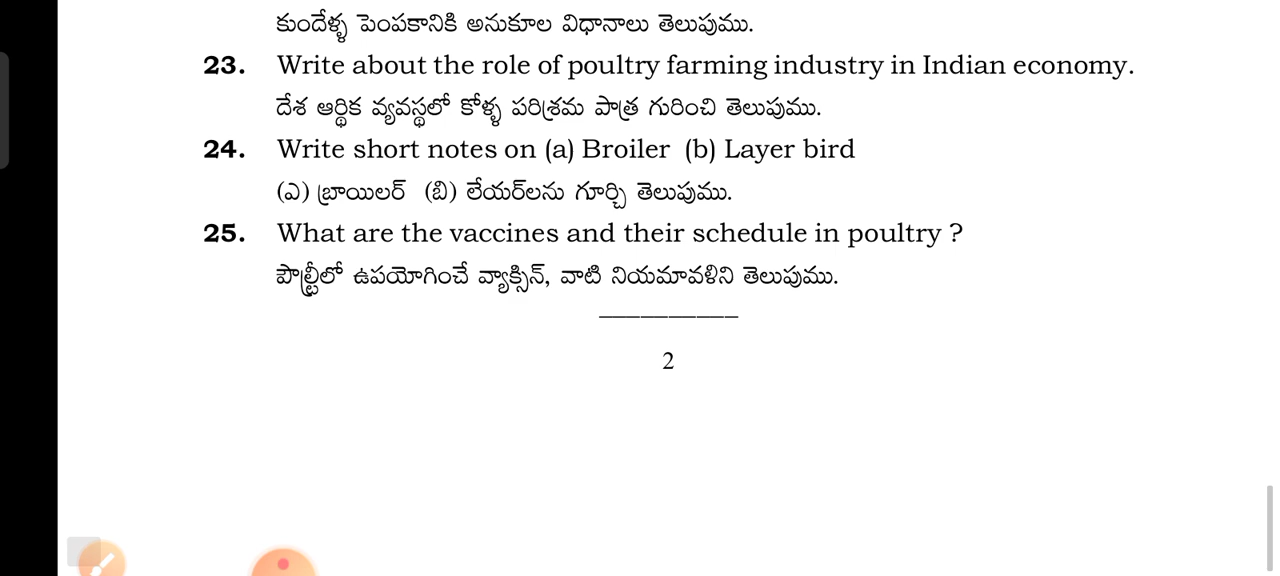 కుందేళ్ళ పెంపకానికి అనుకూల విధానాలు తెలుపుము.
23. Write about the role of poultry farming industry in Indian economy.
దేశ ఆర్థిక వ్యవస్థలో కోళ్ళ పరిశ్రమ పాత్ర గురించి తెలుపుము.
24. Write short notes on (a) Broiler (b) Layer bird
(ఎ) బ్రాయిలర్ (బి) లేయర్‌లను గూర్చి తెలుపుము.
25. What are the vaccines and their schedule in poultry ?
పౌల్ట్రీలో ఉపయోగించే వ్యాక్సిన్, వాటి నియమావళిని తెలుపుము.
2